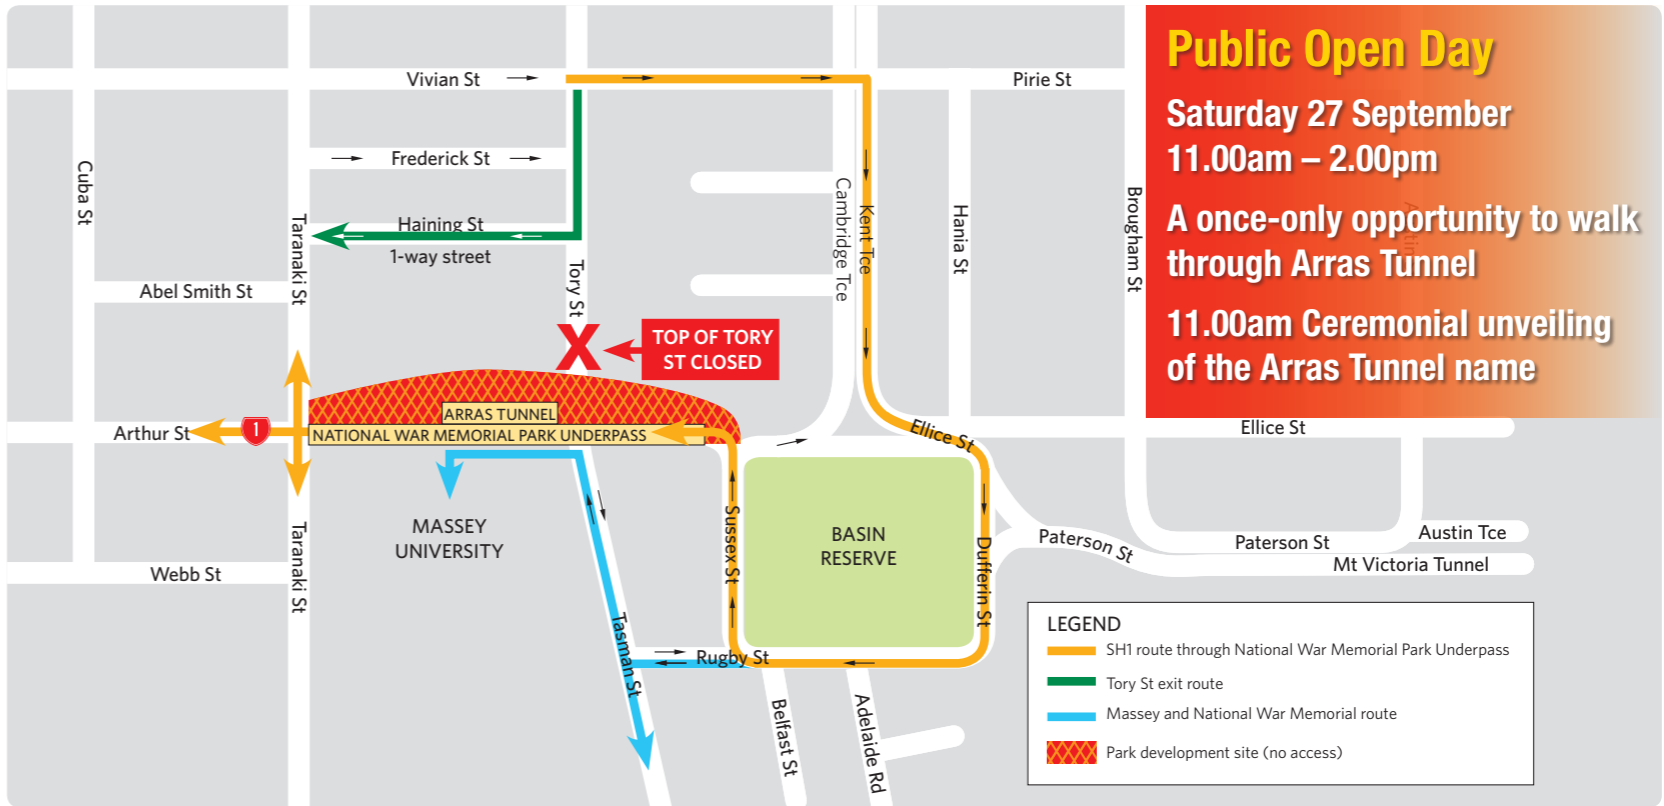 Public Open Day
Saturday 27 September
11.00am – 2.00pm
A once-only opportunity to walk
through Arras Tunnel
11.00am Ceremonial unveiling
of the Arras Tunnel name
Vivian St
Pirie St
Frederick St
Cuba St
Taranaki St
Haining St
1-way street
Tory St
Cambridge Tce
Kent Tce
Hania St
Brougham St
Austin
Abel Smith St
TOP OF TORY
ST CLOSED
ARRAS TUNNEL
NATIONAL WAR MEMORIAL PARK UNDERPASS
Arthur St
1
Ellice St
Ellice St
MASSEY
UNIVERSITY
BASIN
RESERVE
Sussex St
Dufferin St
Paterson St
Paterson St
Austin Tce
Mt Victoria Tunnel
Webb St
Taranaki St
Tasman St
Rugby St
Belfast St
Adelaide Rd
LEGEND
SH1 route through National War Memorial Park Underpass
Tory St exit route
Massey and National War Memorial route
Park development site (no access)